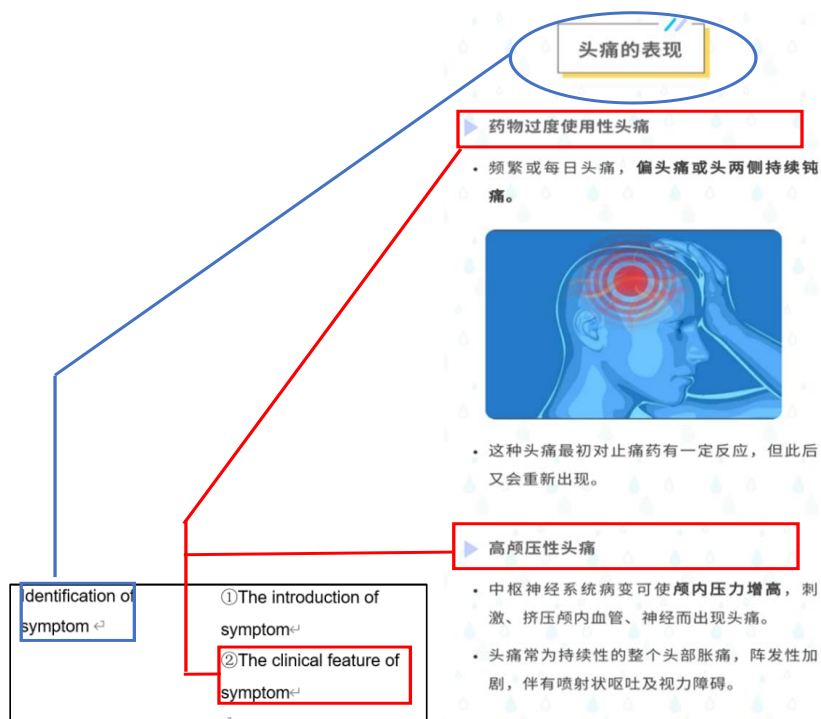 头痛的表现
药物过度使用性头痛
• 频繁或每日头痛，偏头痛或头两侧持续钝
痛。
• 这种头痛最初对止痛药有一定反应，但此后
又会重新出现。
高颅压性头痛
• 中枢神经系统病变可使颅内压力增高，刺
激、挤压颅内血管、神经而出现头痛。
• 头痛常为持续性的整个头部胀痛，阵发性加
剧，伴有喷射状呕吐及视力障碍。
Identification of
symptom ↵
①The introduction of
symptom↵
②The clinical feature of
symptom↵